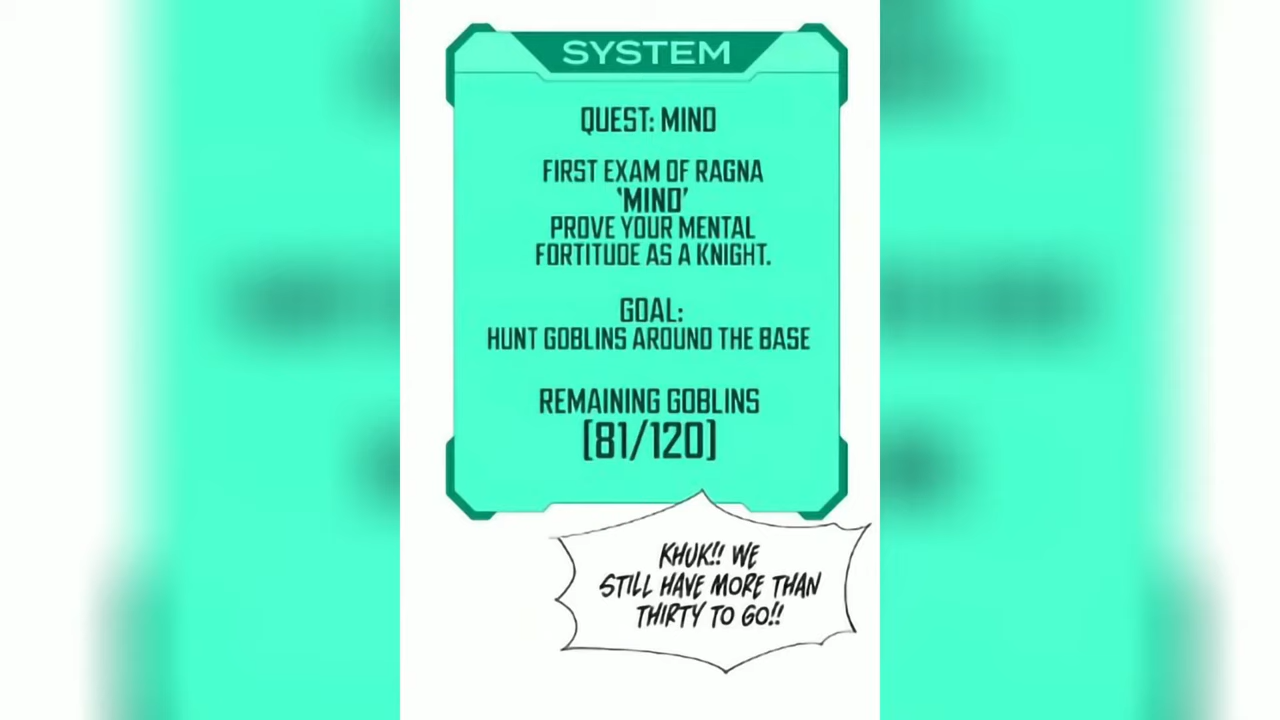 SYSTEM
QUEST: MIND
FIRST EXAM OF RAGNA
‘MIND’
PROVE YOUR MENTAL
FORTITUDE AS A KNIGHT.
GOAL:
HUNT GOBLINS AROUND THE BASE
REMAINING GOBLINS
[81/120]
KHUK!! WE
STILL HAVE MORE THAN
THIRTY TO GO!!